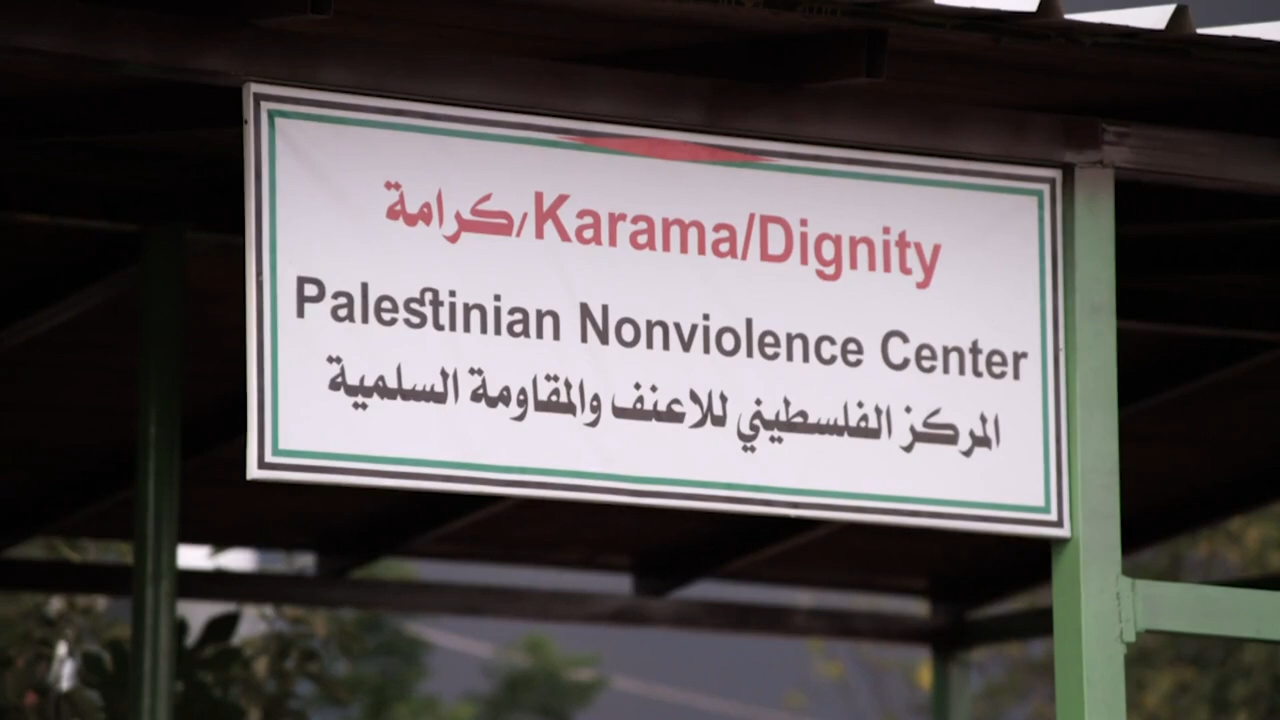 كرامة/Karama/Dignity
Palestinian Nonviolence Center
المركز الفلسطيني للاعنف والمقاومة السلمية